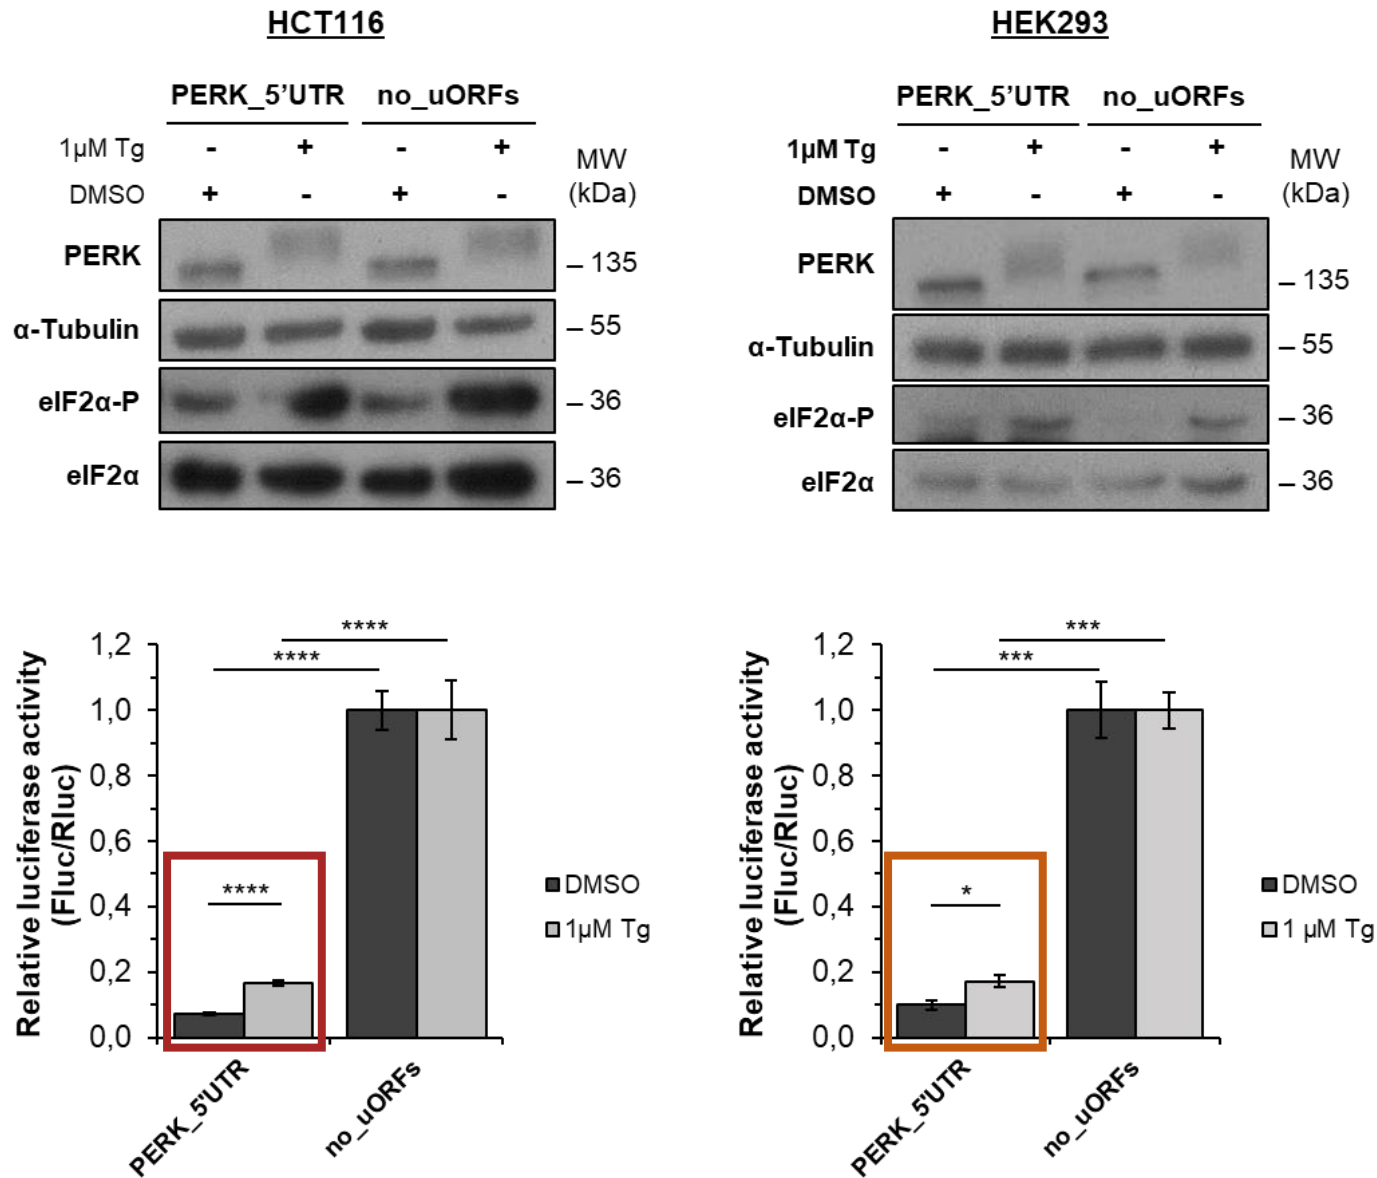 HCT116
PERK_5'UTR no_uORFs
1µM Tg - + - +
DMSO + - + -
MW
(kDa)
PERK
– 135
α-Tubulin
– 55
eIF2α-P
– 36
eIF2α
– 36
HEK293
PERK_5'UTR no_uORFs
1µM Tg - + - +
DMSO + - + -
MW
(kDa)
PERK
– 135
α-Tubulin
– 55
eIF2α-P
– 36
eIF2α
– 36
Relative luciferase activity
(Fluc/Rluc)
1,2
1,0
0,8
0,6
0,4
0,2
0,0
****
****
****
DMSO
1µM Tg
PERK_5'UTR
no_uORFs
Relative luciferase activity
(Fluc/Rluc)
1,2
1,0
0,8
0,6
0,4
0,2
0,0
***
***
*
DMSO
1 µM Tg
PERK_5'UTR
no_uORFs